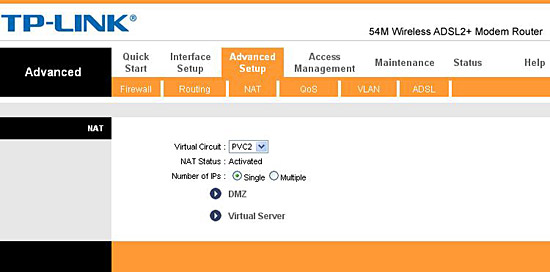 TP-LINK®
54M Wireless ADSL2+ Modem Router
Advanced
Quick Start
Interface Setup
Advanced Setup
Access Management
Maintenance
Status
Help
Firewall
Routing
NAT
QoS
VLAN
ADSL
NAT
Virtual Circuit : PVC2
NAT Status : Activated
Number of IPs : Single Multiple
DMZ
Virtual Server